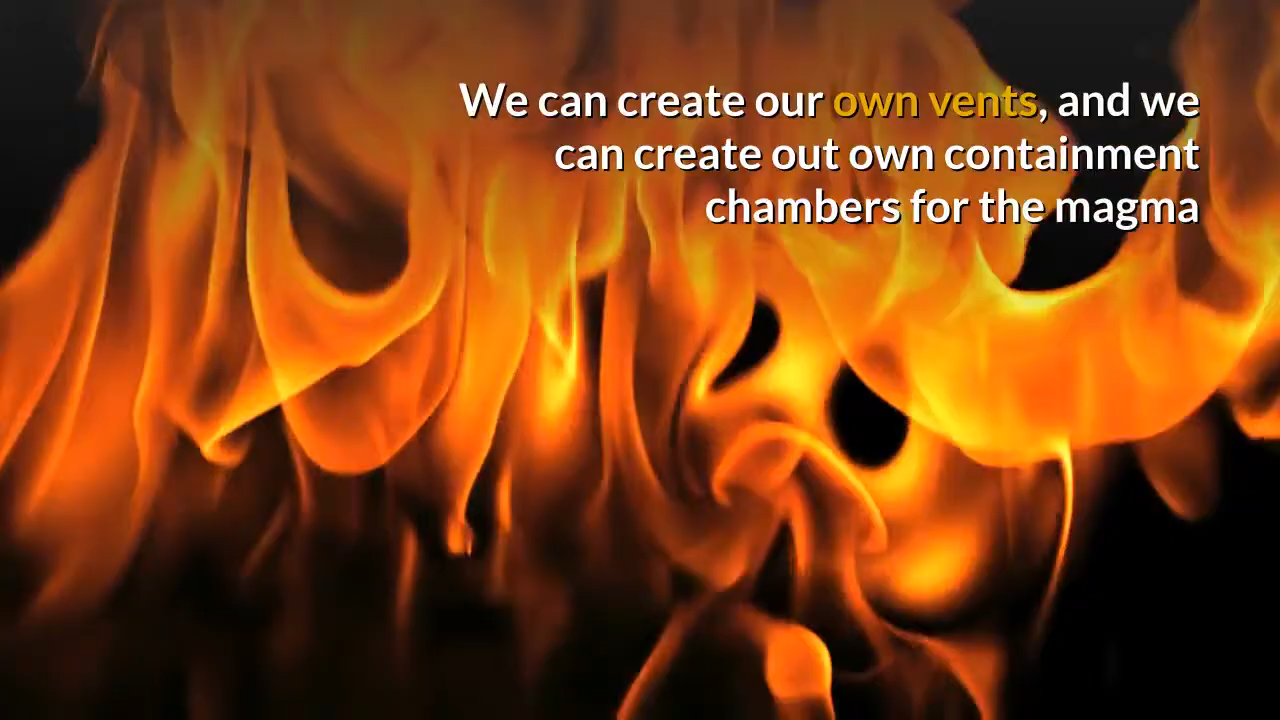 We can create our own vents, and we
can create out own containment
chambers for the magma